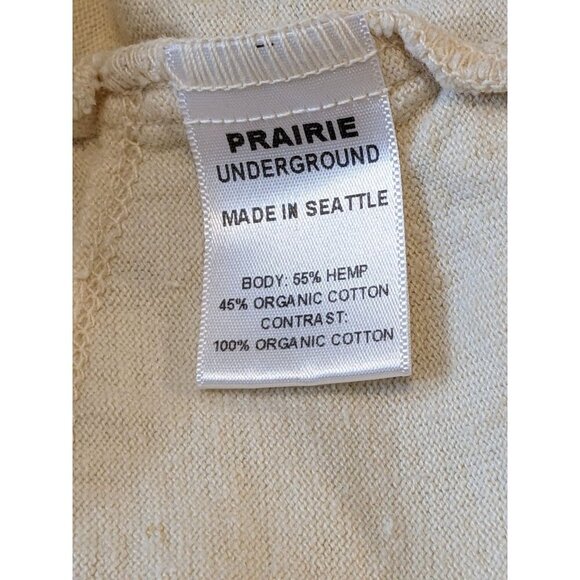 PRAIRIE
UNDERGROUND
MADE IN SEATTLE
BODY: 55% HEMP
45% ORGANIC COTTON
CONTRAST:
100% ORGANIC COTTON